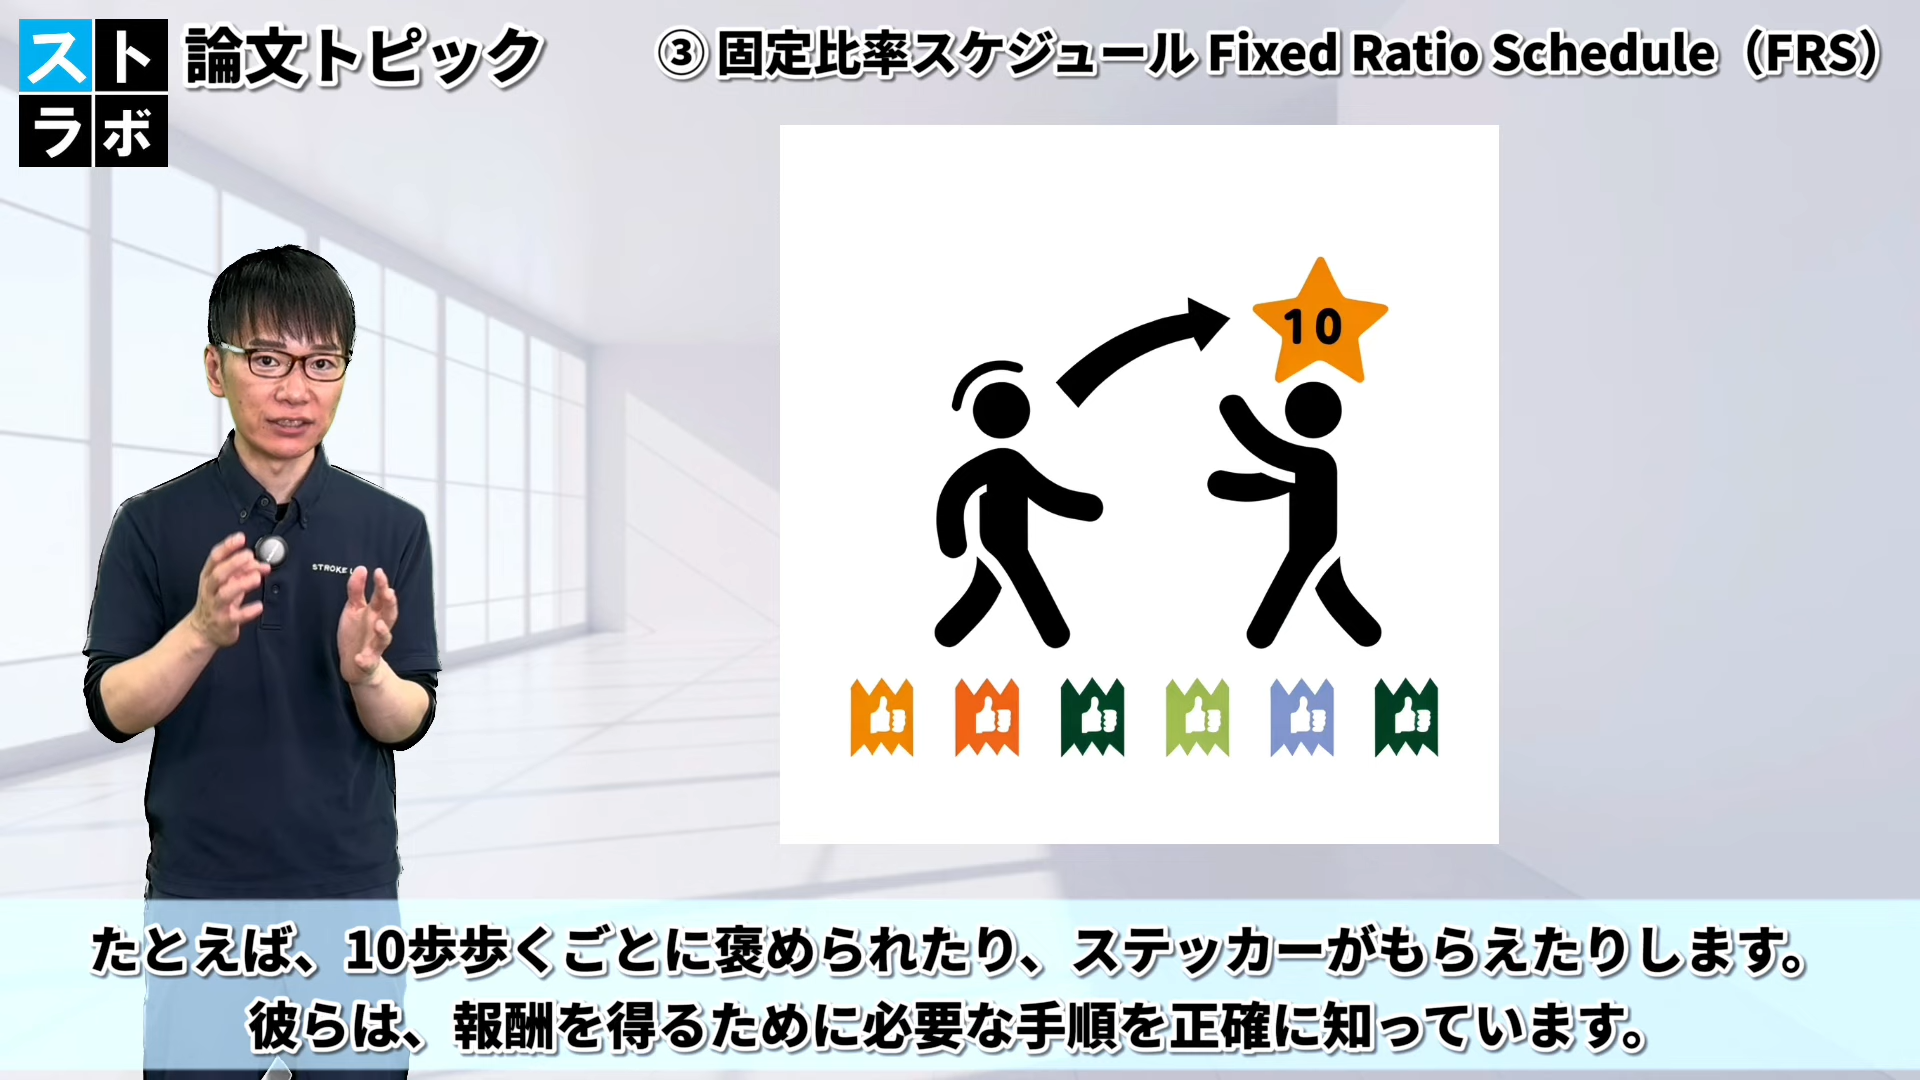 スト
ラボ
論文トピック
③ 固定比率スケジュール Fixed Ratio Schedule（FRS）
10
STROKE L
たとえば、10歩歩くごとに褒められたり、ステッカーがもらえたりします。
彼らは、報酬を得るために必要な手順を正確に知っています。